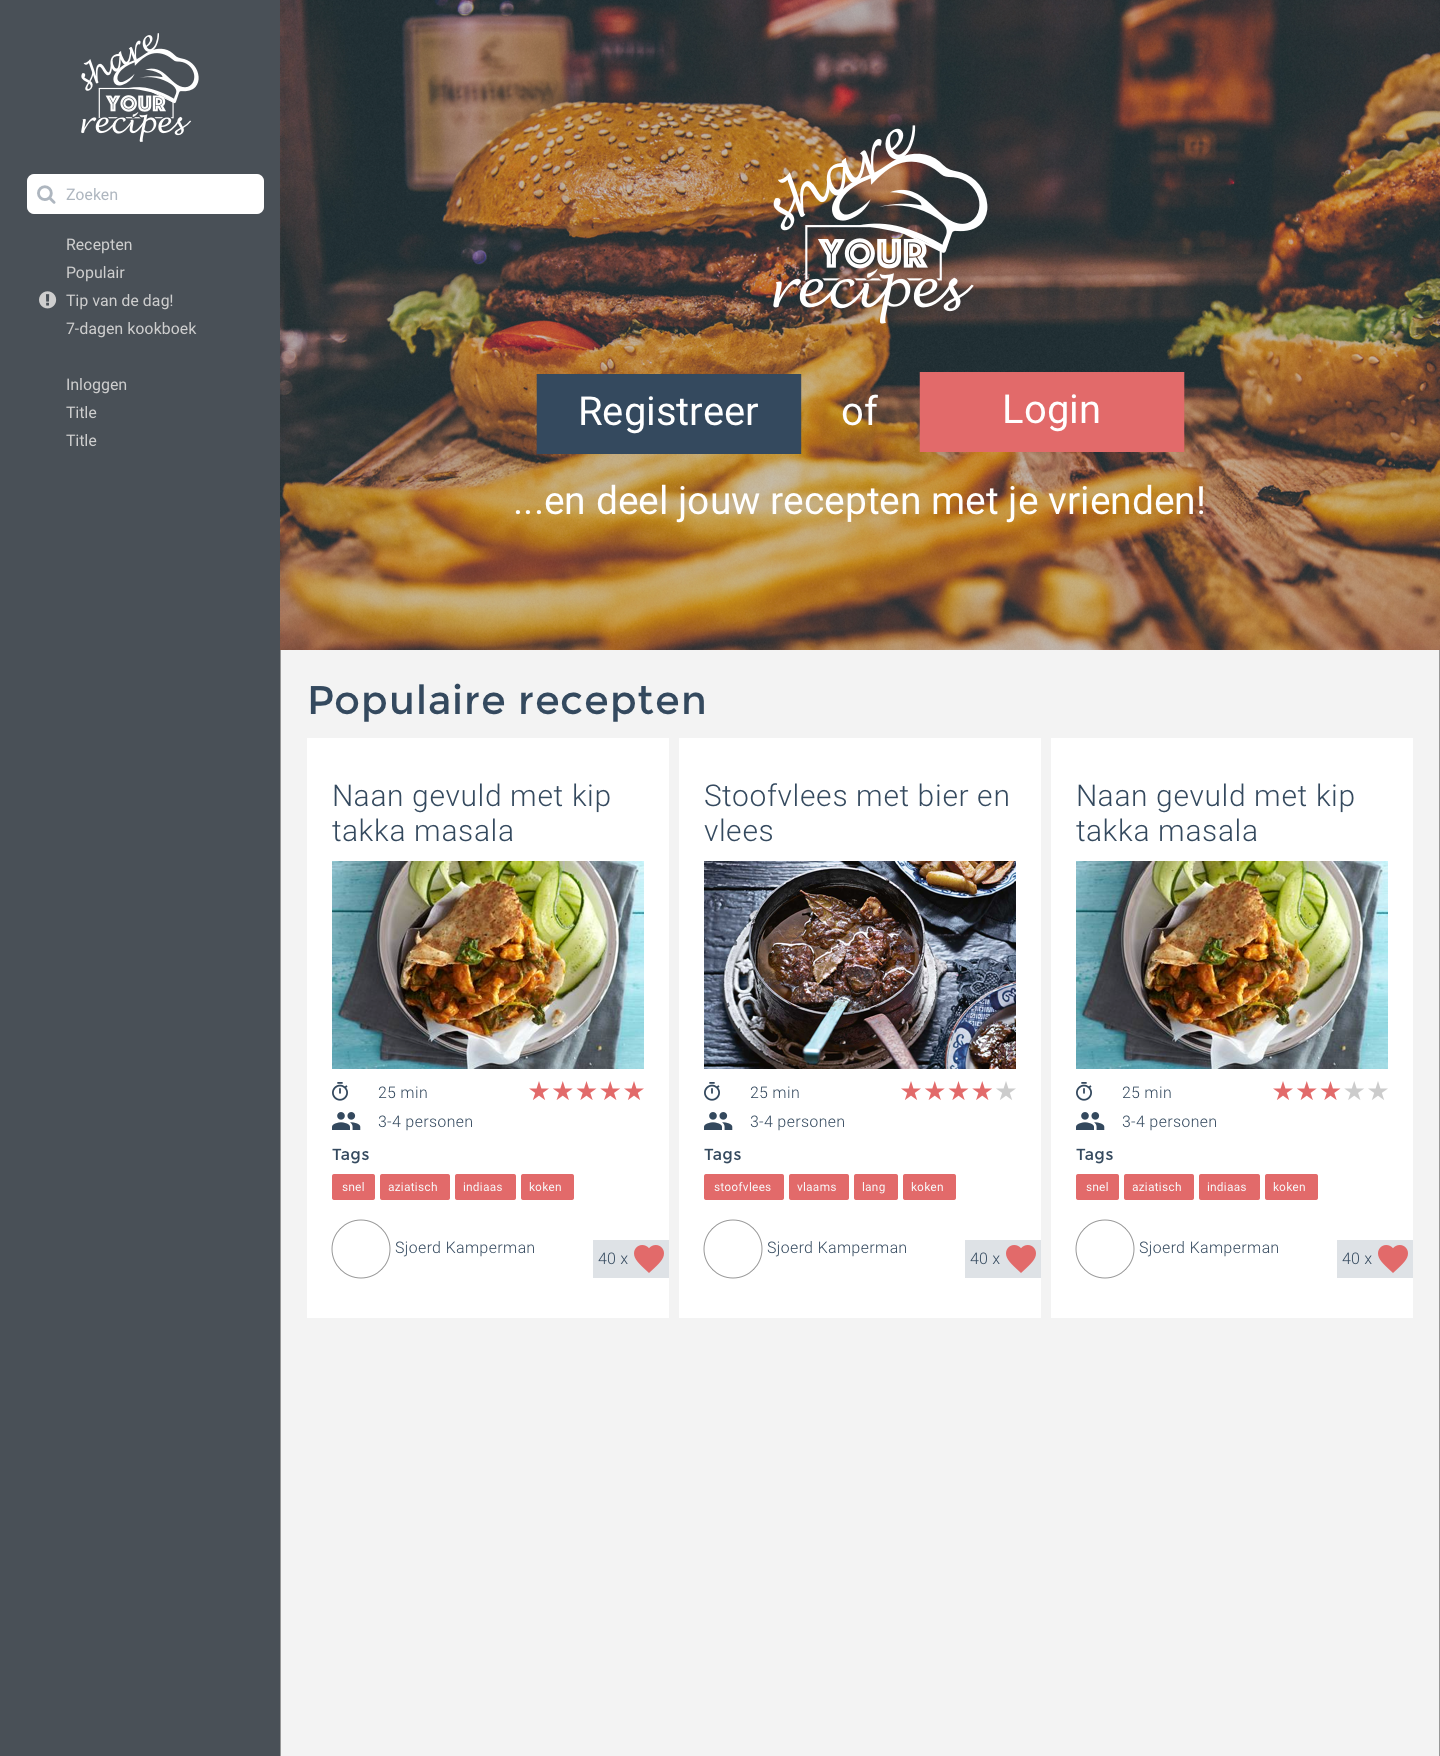 share
YOUR
recipes
Zoeken
Recepten
Populair
Tip van de dag!
7-dagen kookboek
Inloggen
Title
Title
Hennessy
share
YOUR
recipes
Registreer of Login
...en deel jouw recepten met je vrienden!
Populaire recepten
Naan gevuld met kip
takka masala
25 min
3-4 personen
Tags
snel aziatisch indiaas koken
Sjoerd Kamperman
40 x
Stoofvlees met bier en
vlees
25 min
3-4 personen
Tags
stoofvlees vlaams lang koken
Sjoerd Kamperman
40 x
Naan gevuld met kip
takka masala
25 min
3-4 personen
Tags
snel aziatisch indiaas koken
Sjoerd Kamperman
40 x